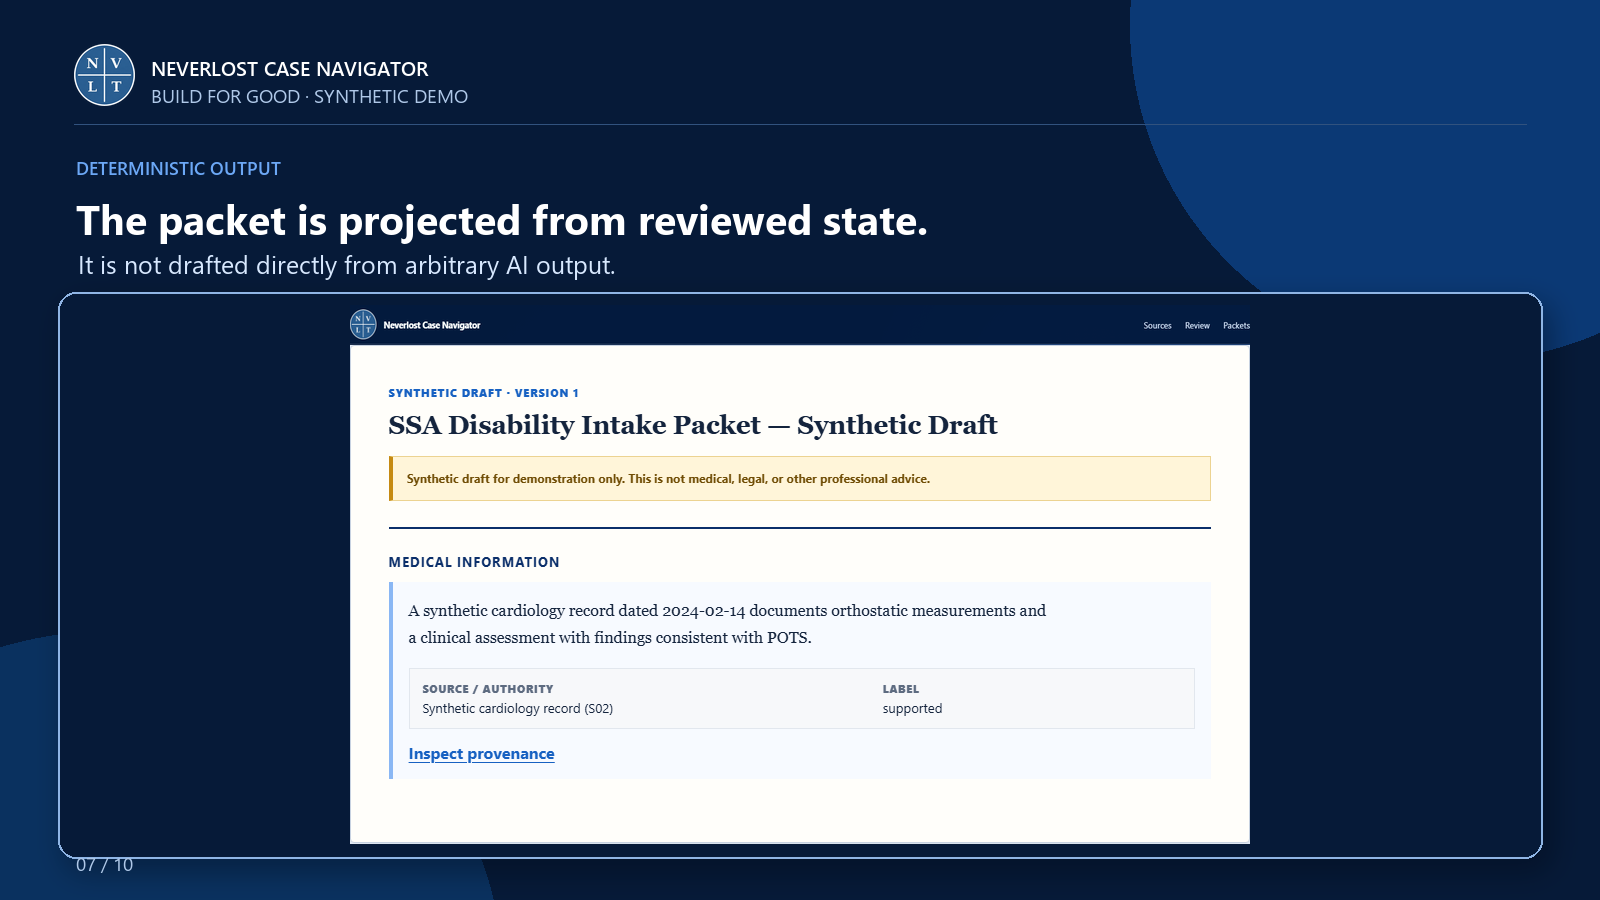 N V
L T
NEVERLOST CASE NAVIGATOR
BUILD FOR GOOD · SYNTHETIC DEMO
DETERMINISTIC OUTPUT
The packet is projected from reviewed state.
It is not drafted directly from arbitrary AI output.
N V
L T
Neverlost Case Navigator
Sources Review Packets
SYNTHETIC DRAFT · VERSION 1
SSA Disability Intake Packet — Synthetic Draft
Synthetic draft for demonstration only. This is not medical, legal, or other professional advice.
MEDICAL INFORMATION
A synthetic cardiology record dated 2024-02-14 documents orthostatic measurements and
a clinical assessment with findings consistent with POTS.
SOURCE / AUTHORITY LABEL
Synthetic cardiology record (S02) supported
Inspect provenance
07 / 10